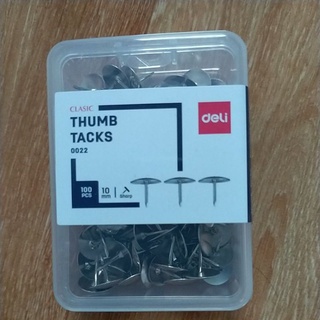 CLASIC
THUMB
TACKS
0022
deli
100
PCS
10
mm
Sharp